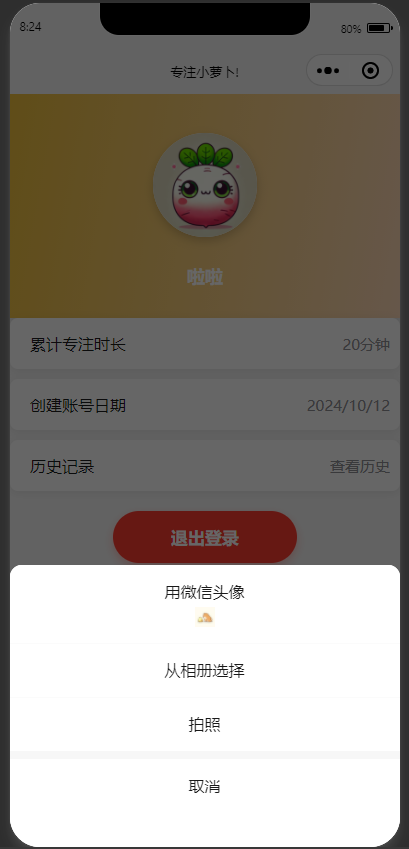 8:24
80%
专注小萝卜!
啦啦
累计专注时长 20分钟
创建账号日期 2024/10/12
历史记录 查看历史
退出登录
用微信头像
从相册选择
拍照
取消